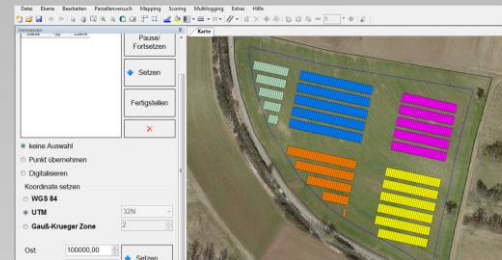 Datei Ebene Bearbeiten Parzellenversuch Mapping Scoring Multilogging Extras Hilfe
Vermessen
Karte
Pause/
Fortsetzen
Setzen
Fertigstellen
keine Auswahl
Punkt übernehmen
Digitalisieren
Koordinate setzen
WGS 84
UTM
32N
Gauß-Krueger Zone
2
Ost:
100000,00
Setzen